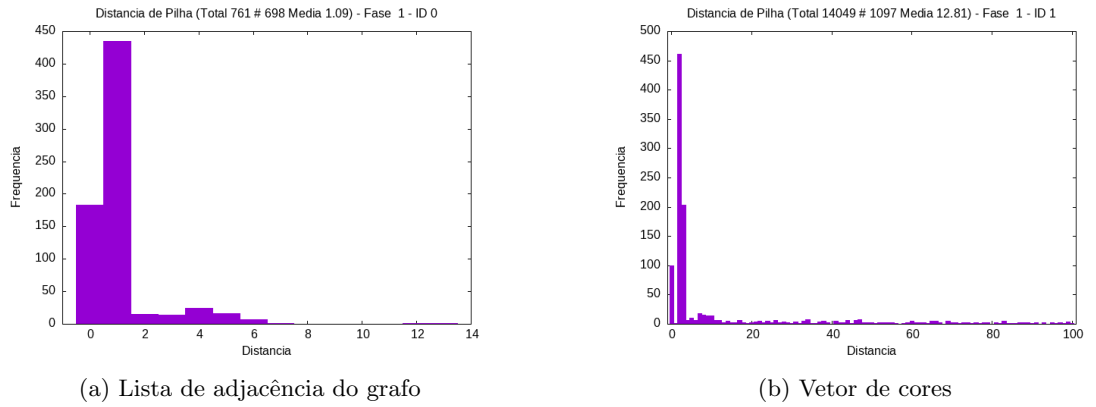 Distancia de Pilha (Total 761 # 698 Media 1.09) - Fase  1 - ID 0
450
400
350
300
250
200
150
100
50
0
Frequencia
0 2 4 6 8 10 12 14
Distancia
(a) Lista de adjacência do grafo
Distancia de Pilha (Total 14049 # 1097 Media 12.81) - Fase  1 - ID 1
500
450
400
350
300
250
200
150
100
50
0
Frequencia
0 20 40 60 80 100
Distancia
(b) Vetor de cores